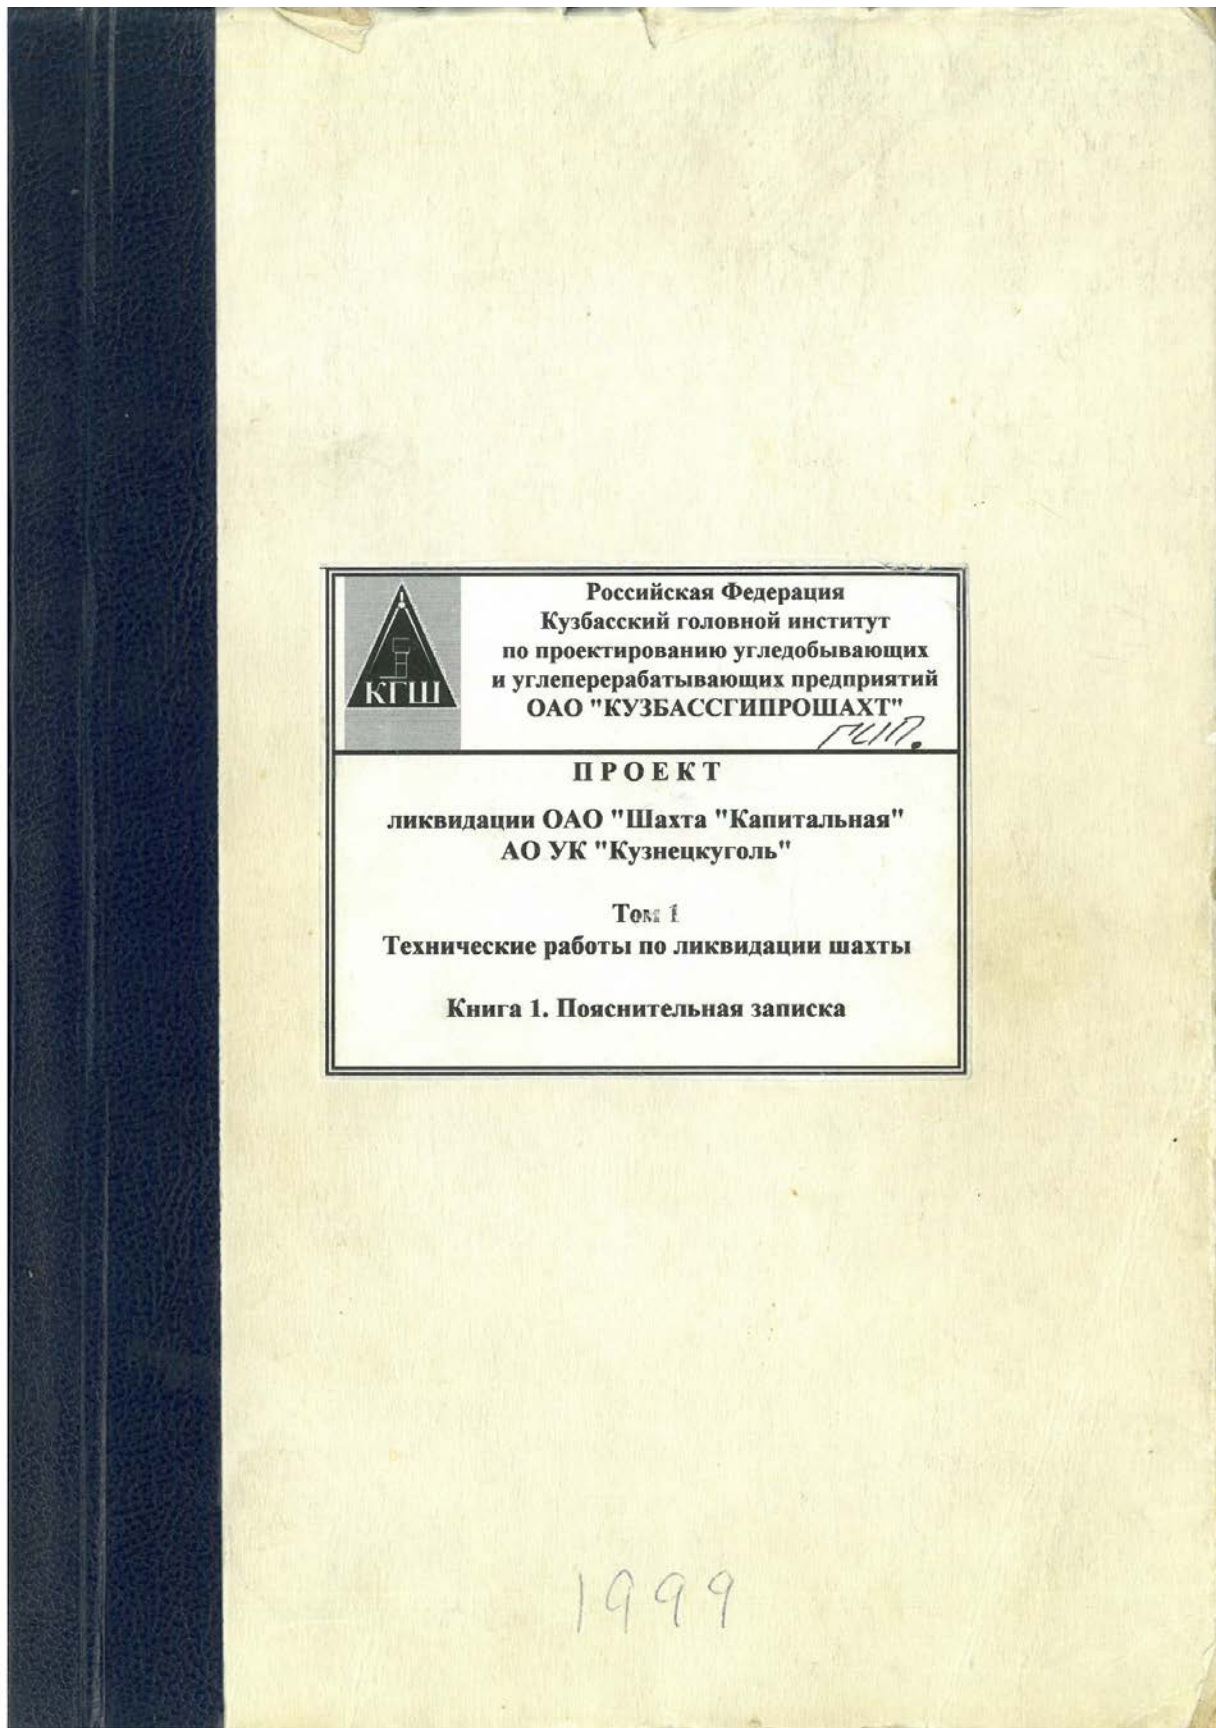 КГШ
Российская Федерация
Кузбасский головной институт
по проектированию угледобывающих
и углеперерабатывающих предприятий
ОАО "КУЗБАССГИПРОШАХТ"
ГИП.
ПРОЕКТ
ликвидации ОАО "Шахта "Капитальная"
АО УК "Кузнецкуголь"
Том 1
Технические работы по ликвидации шахты
Книга 1. Пояснительная записка
1999